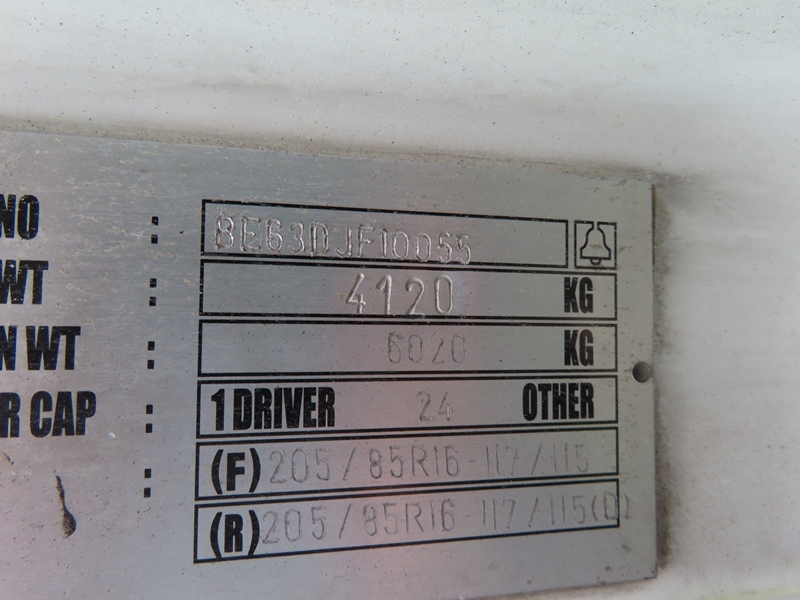 NO : BE63DJF10055
WT : 4120 KG
N WT : 6020 KG
R CAP : 1 DRIVER 24 OTHER
: (F) 205/85R16-117/115
(R) 205/85R16-117/115(D)